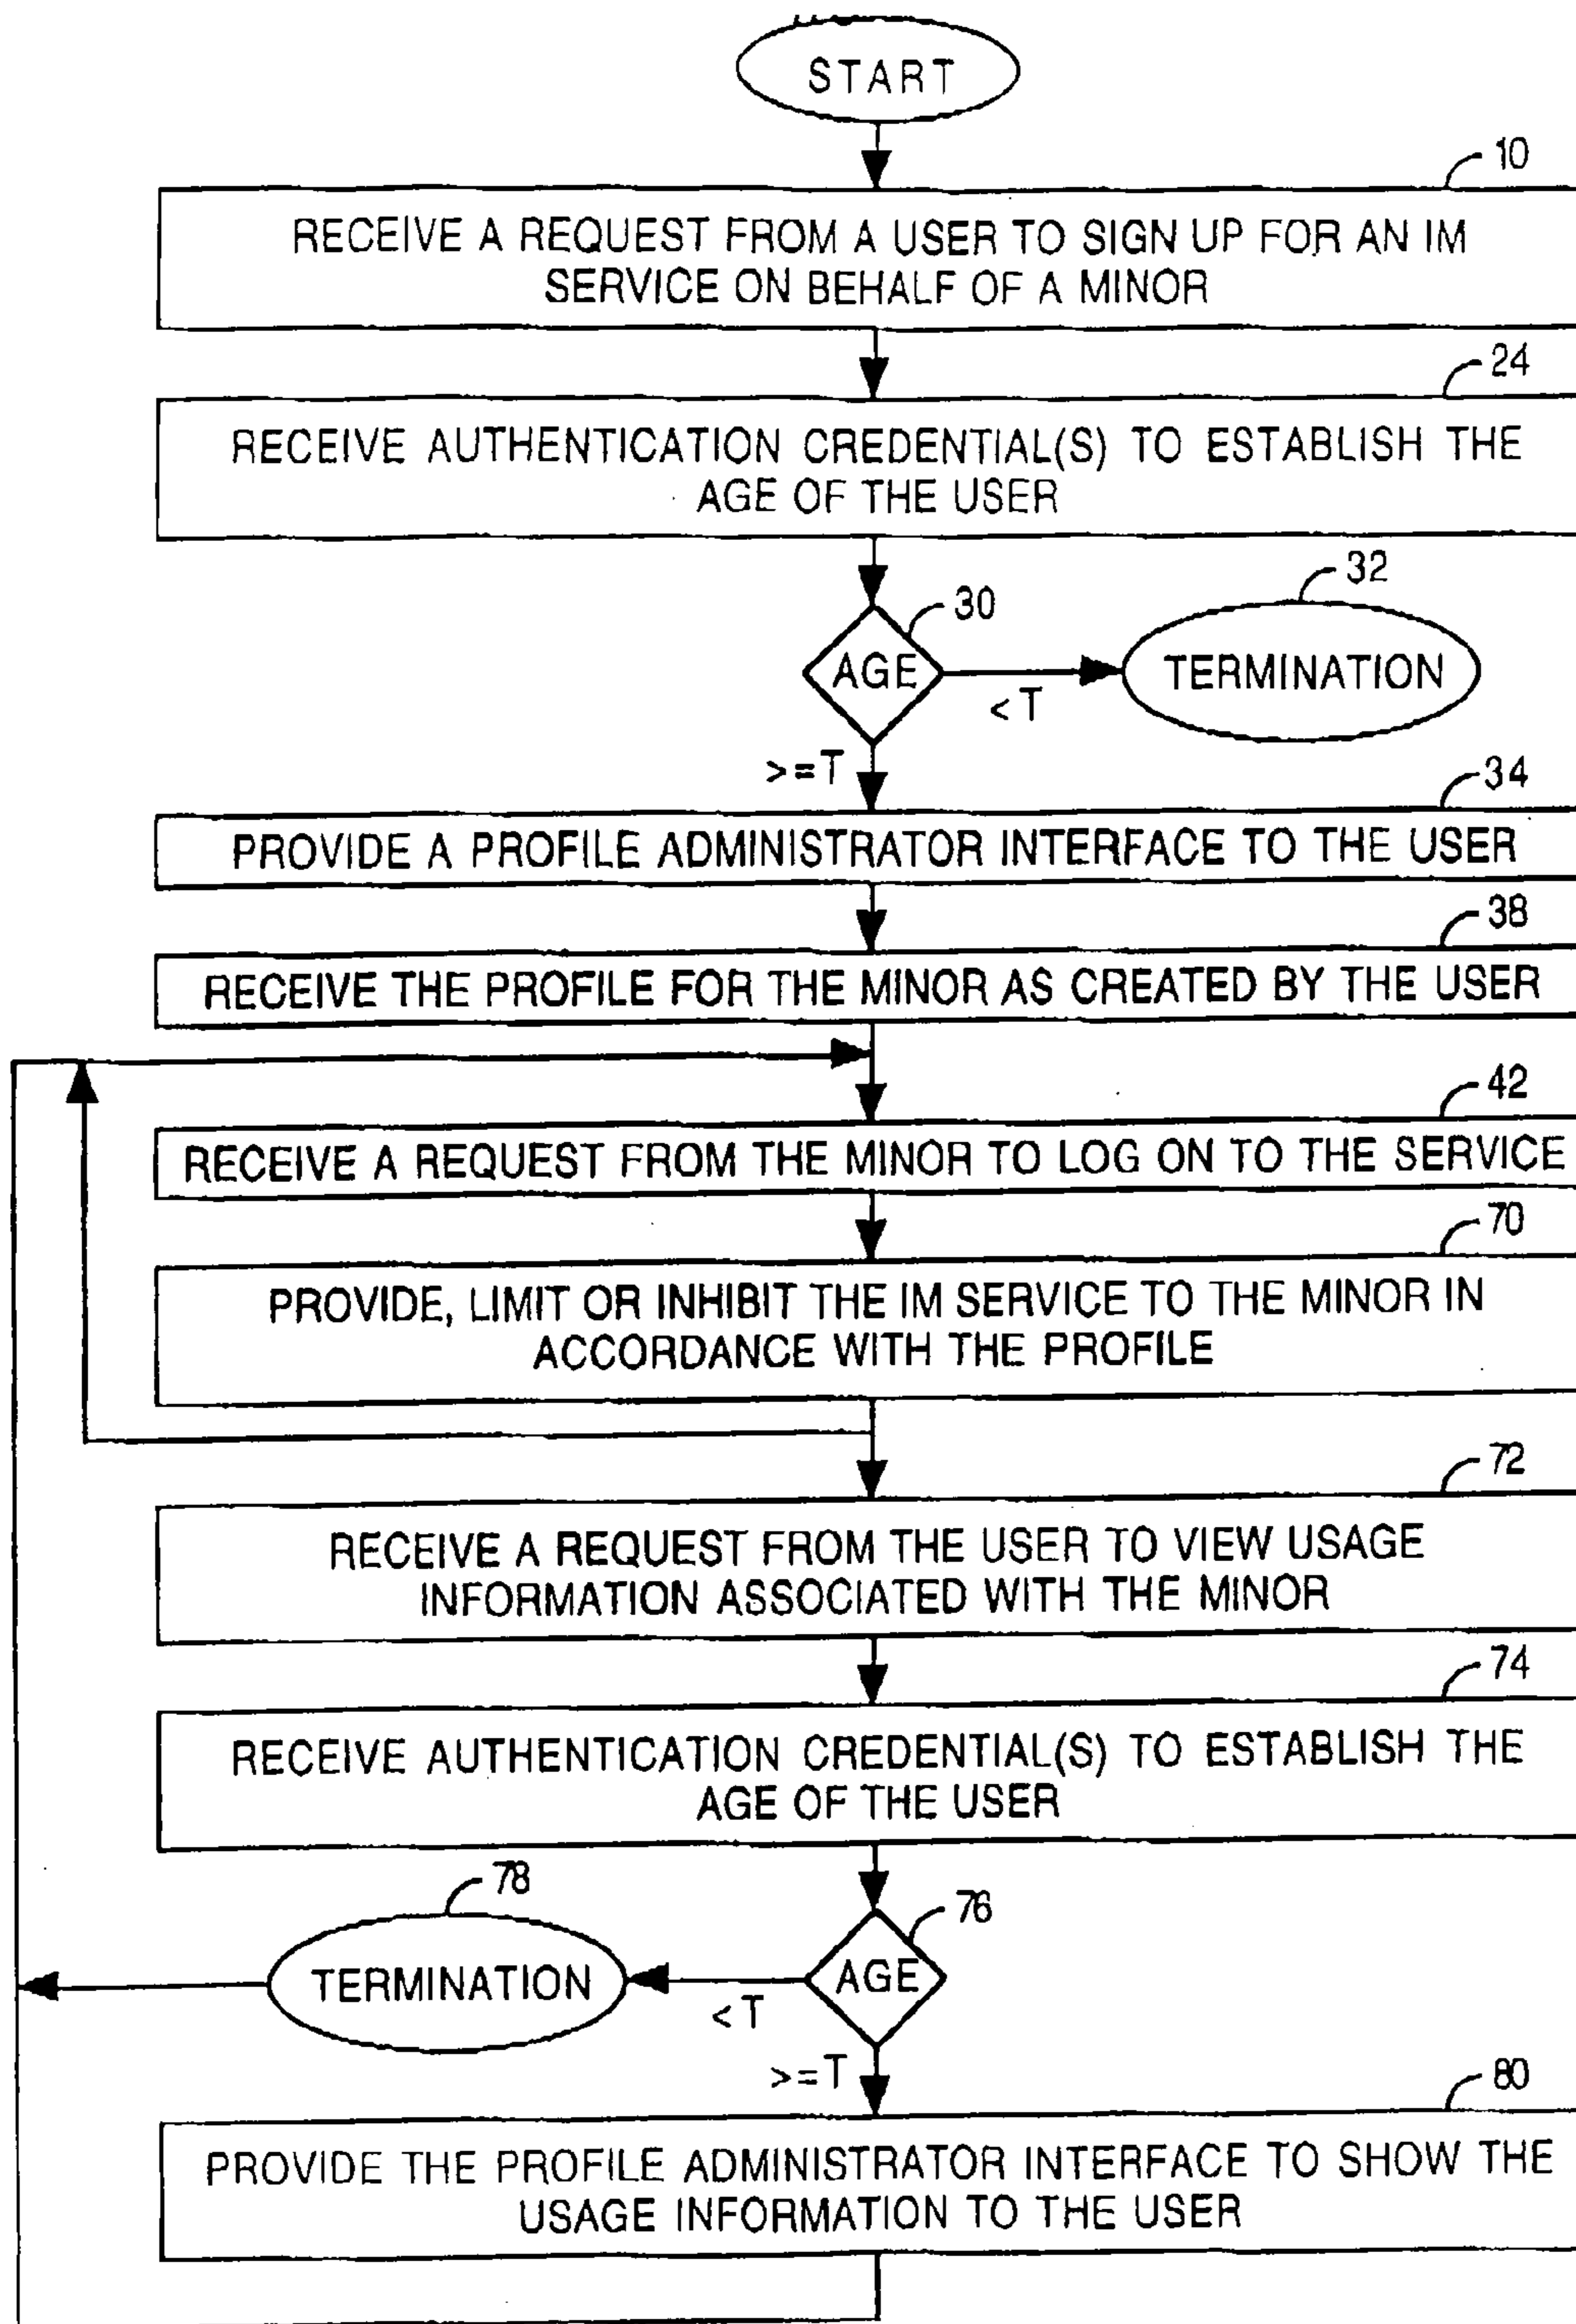 START
10
RECEIVE A REQUEST FROM A USER TO SIGN UP FOR AN IM
SERVICE ON BEHALF OF A MINOR
24
RECEIVE AUTHENTICATION CREDENTIAL(S) TO ESTABLISH THE
AGE OF THE USER
30
32
AGE
TERMINATION
< T
>=T
34
PROVIDE A PROFILE ADMINISTRATOR INTERFACE TO THE USER
38
RECEIVE THE PROFILE FOR THE MINOR AS CREATED BY THE USER
42
RECEIVE A REQUEST FROM THE MINOR TO LOG ON TO THE SERVICE
70
PROVIDE, LIMIT OR INHIBIT THE IM SERVICE TO THE MINOR IN
ACCORDANCE WITH THE PROFILE
72
RECEIVE A REQUEST FROM THE USER TO VIEW USAGE
INFORMATION ASSOCIATED WITH THE MINOR
74
RECEIVE AUTHENTICATION CREDENTIAL(S) TO ESTABLISH THE
AGE OF THE USER
78
76
TERMINATION
AGE
< T
>=T
80
PROVIDE THE PROFILE ADMINISTRATOR INTERFACE TO SHOW THE
USAGE INFORMATION TO THE USER